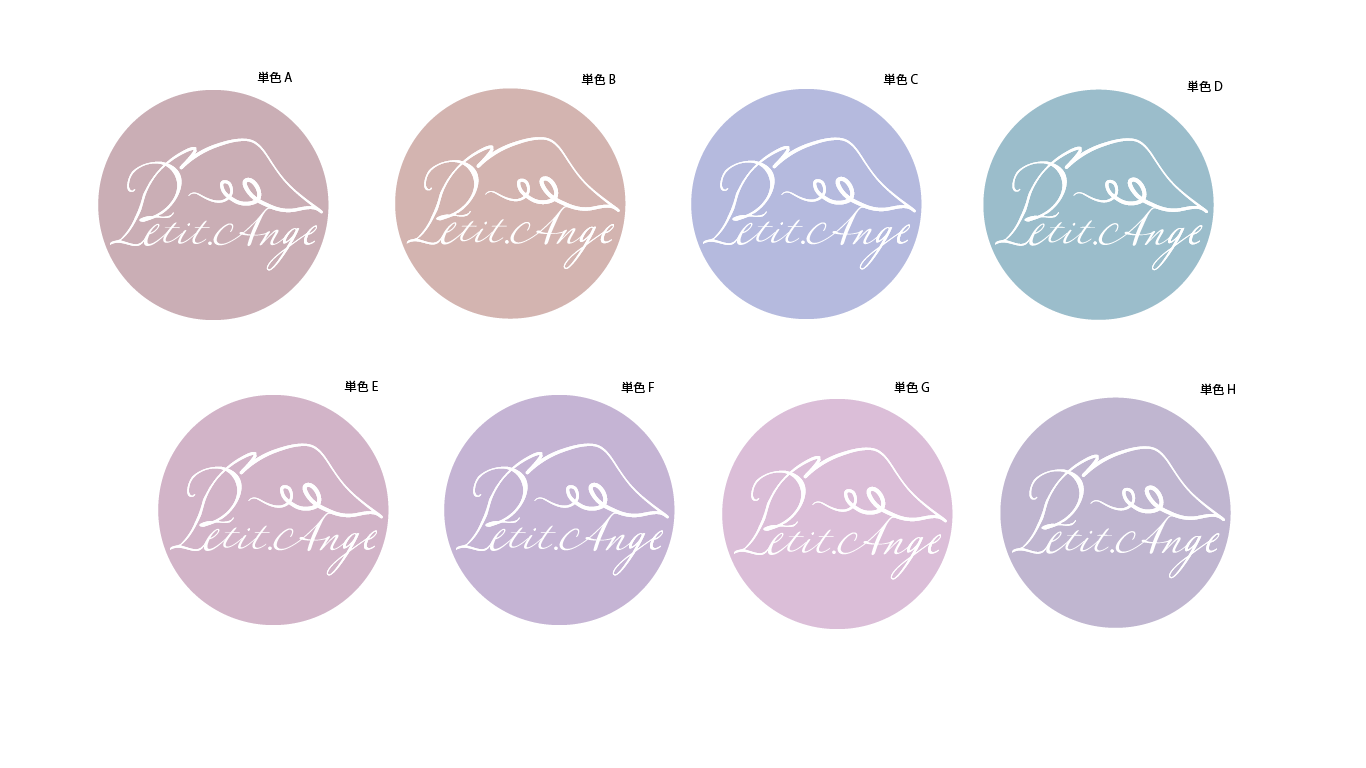 単色 A
単色 B
単色 C
単色 D
Petit.Ange
Petit.Ange
Petit.Ange
Petit.Ange
単色 E
単色 F
単色 G
単色 H
Petit.Ange
Petit.Ange
Petit.Ange
Petit.Ange